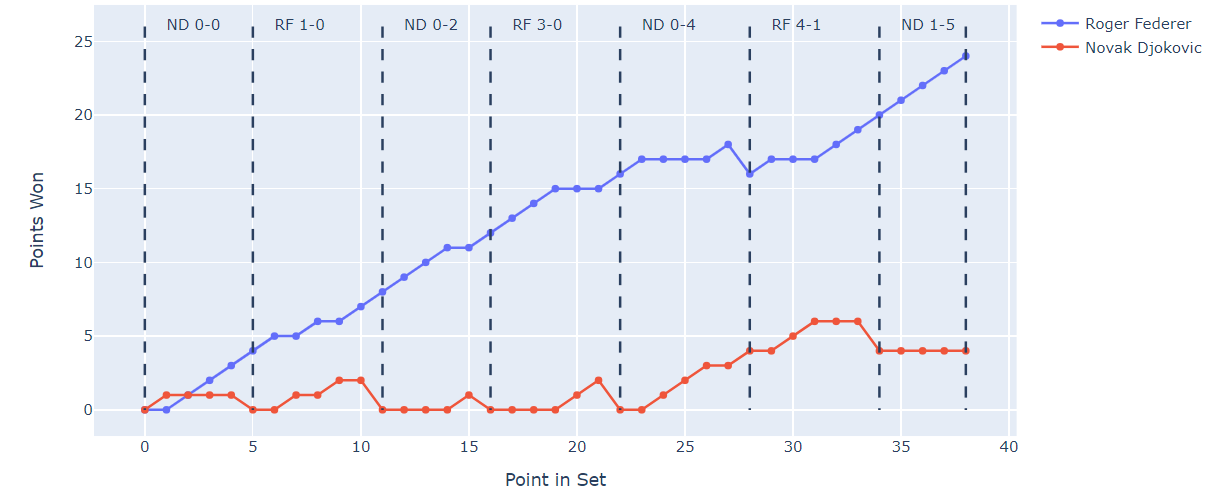 ND 0-0 RF 1-0 ND 0-2 RF 3-0 ND 0-4 RF 4-1 ND 1-5
Roger Federer
Novak Djokovic
25
20
15
10
5
0
Points Won
0 5 10 15 20 25 30 35 40
Point in Set